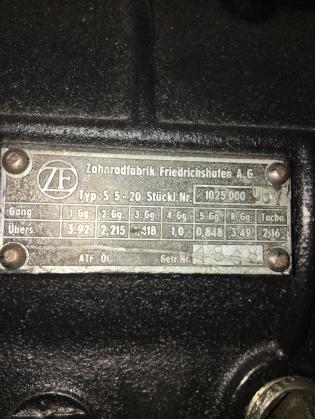 ZF
Zahnradfabrik Friedrichshafen A.G.
Typ: S 5-20 Stückl. Nr. 1025 000
Gang 1. Gg. 2. Gg. 3. Gg. 4. Gg. 5. Gg. R. Gg. Tacho
Übers. 3,92 2,215 1,418 1,0 0,848 3,49 2,16
ATF Öl Getr. Nr.